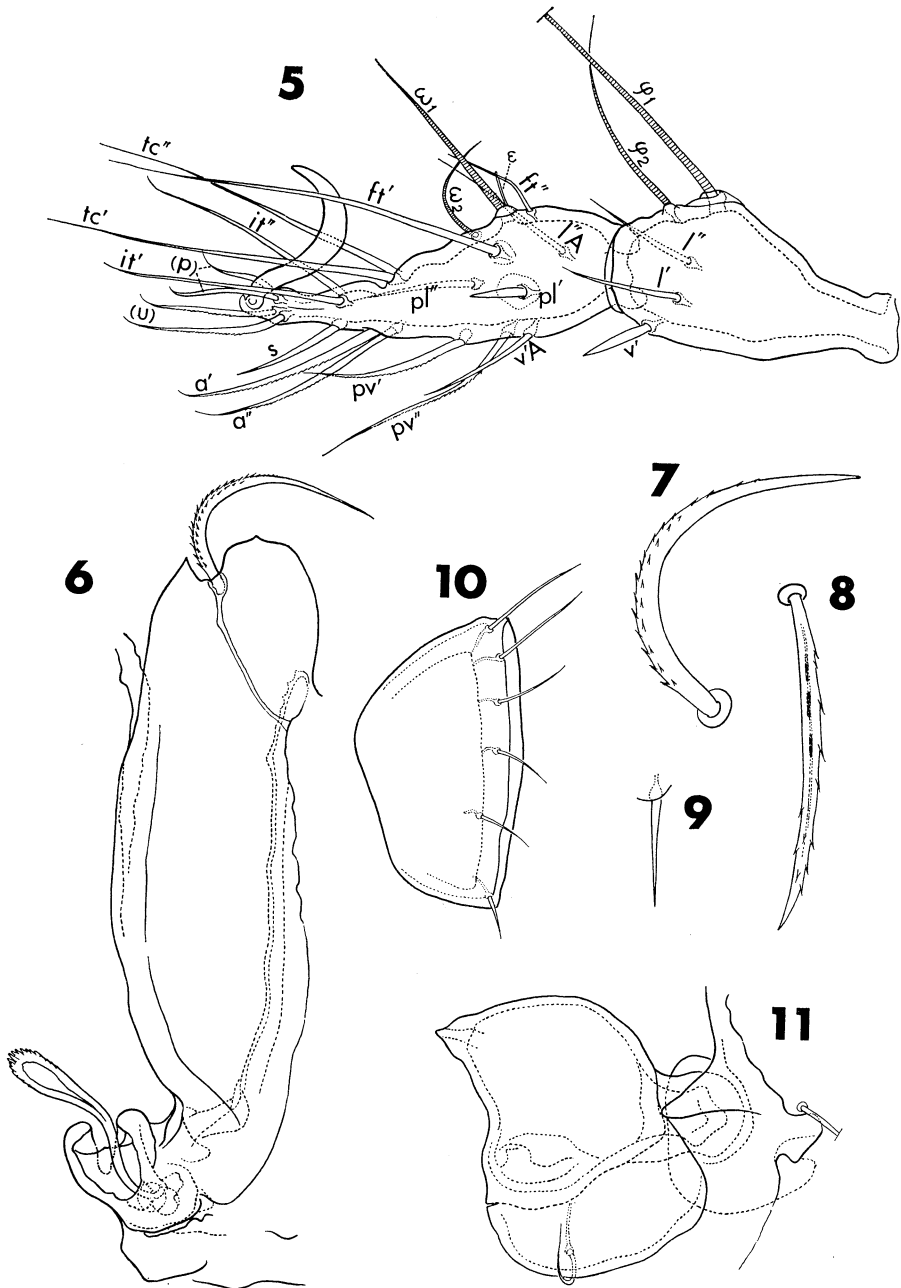 5
ω1
φ1
φ2
tc"
ε
ft"
ft'
ω2
it"
l"A
l"
tc'
(p)
it'
l'
pl"
pl'
(u)
s
v'A
v'
a'
pv'
a"
pv"
7
6
10
8
9
11